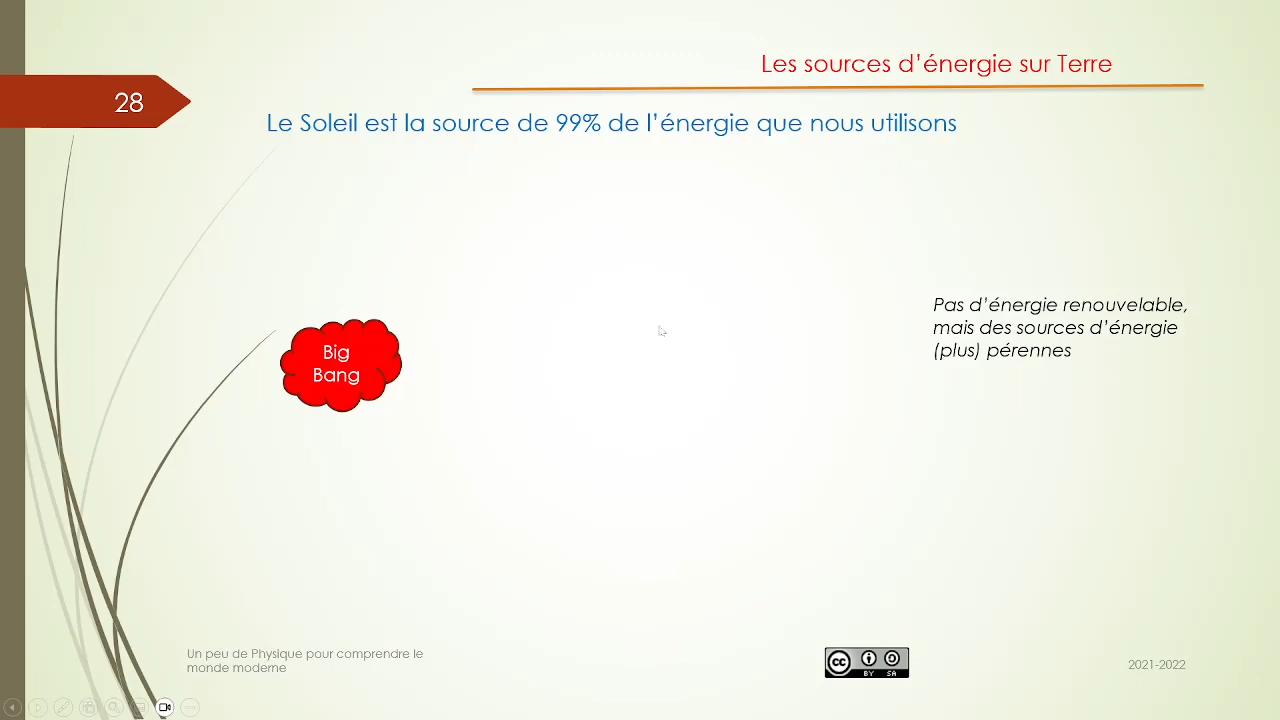 Les sources d'énergie sur Terre
28
Le Soleil est la source de 99% de l'énergie que nous utilisons
Pas d'énergie renouvelable,
mais des sources d'énergie
(plus) pérennes
Big
Bang
Un peu de Physique pour comprendre le
monde moderne
cc
BY SA
2021-2022